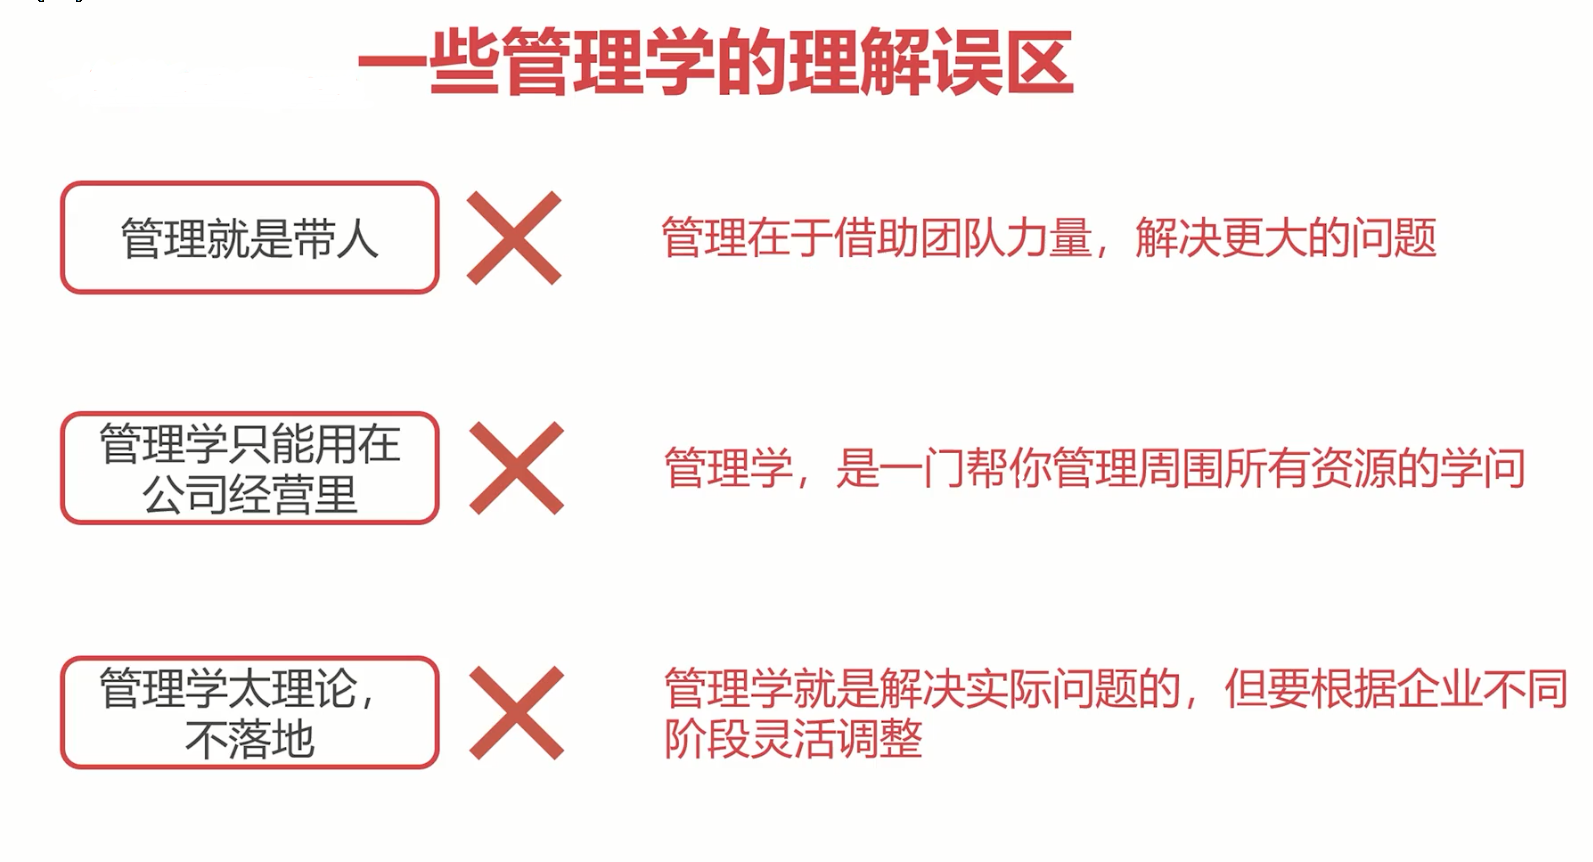 一些管理学的理解误区
管理就是带人
管理在于借助团队力量，解决更大的问题
管理学只能用在
公司经营里
管理学，是一门帮你管理周围所有资源的学问
管理学太理论，
不落地
管理学就是解决实际问题的，但要根据企业不同
阶段灵活调整